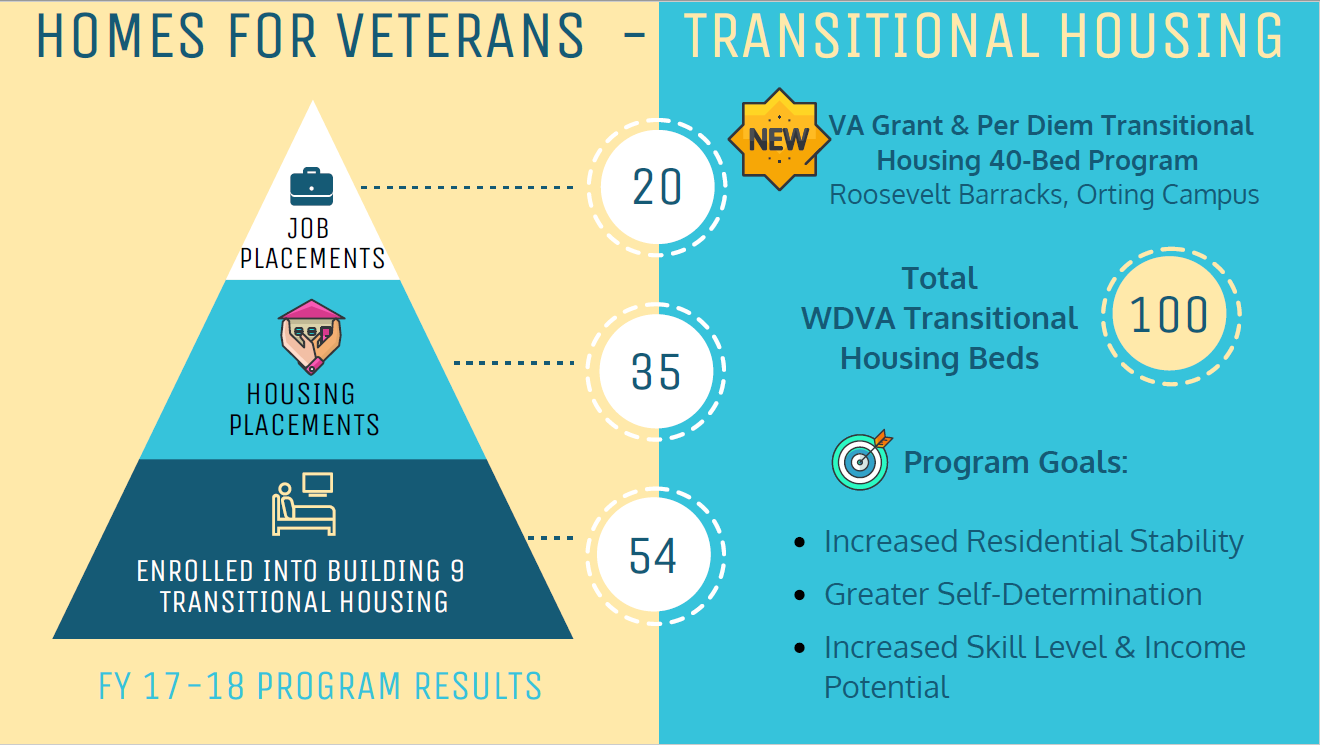 HOMES FOR VETERANS - TRANSITIONAL HOUSING
JOB
PLACEMENTS
20
HOUSING
PLACEMENTS
35
ENROLLED INTO BUILDING 9
TRANSITIONAL HOUSING
54
FY 17-18 PROGRAM RESULTS
NEW
VA Grant & Per Diem Transitional
Housing 40-Bed Program
Roosevelt Barracks, Orting Campus
Total
WDVA Transitional
Housing Beds
100
Program Goals:
• Increased Residential Stability
• Greater Self-Determination
• Increased Skill Level & Income
Potential